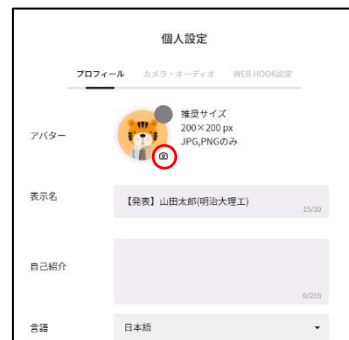 個人設定
プロフィール カメラ・オーディオ WEB HOOK設定
アバター
推奨サイズ
200×200 px
JPG,PNGのみ
表示名
【発表】山田太郎(明治大理工)
15/30
自己紹介
0/255
言語
日本語